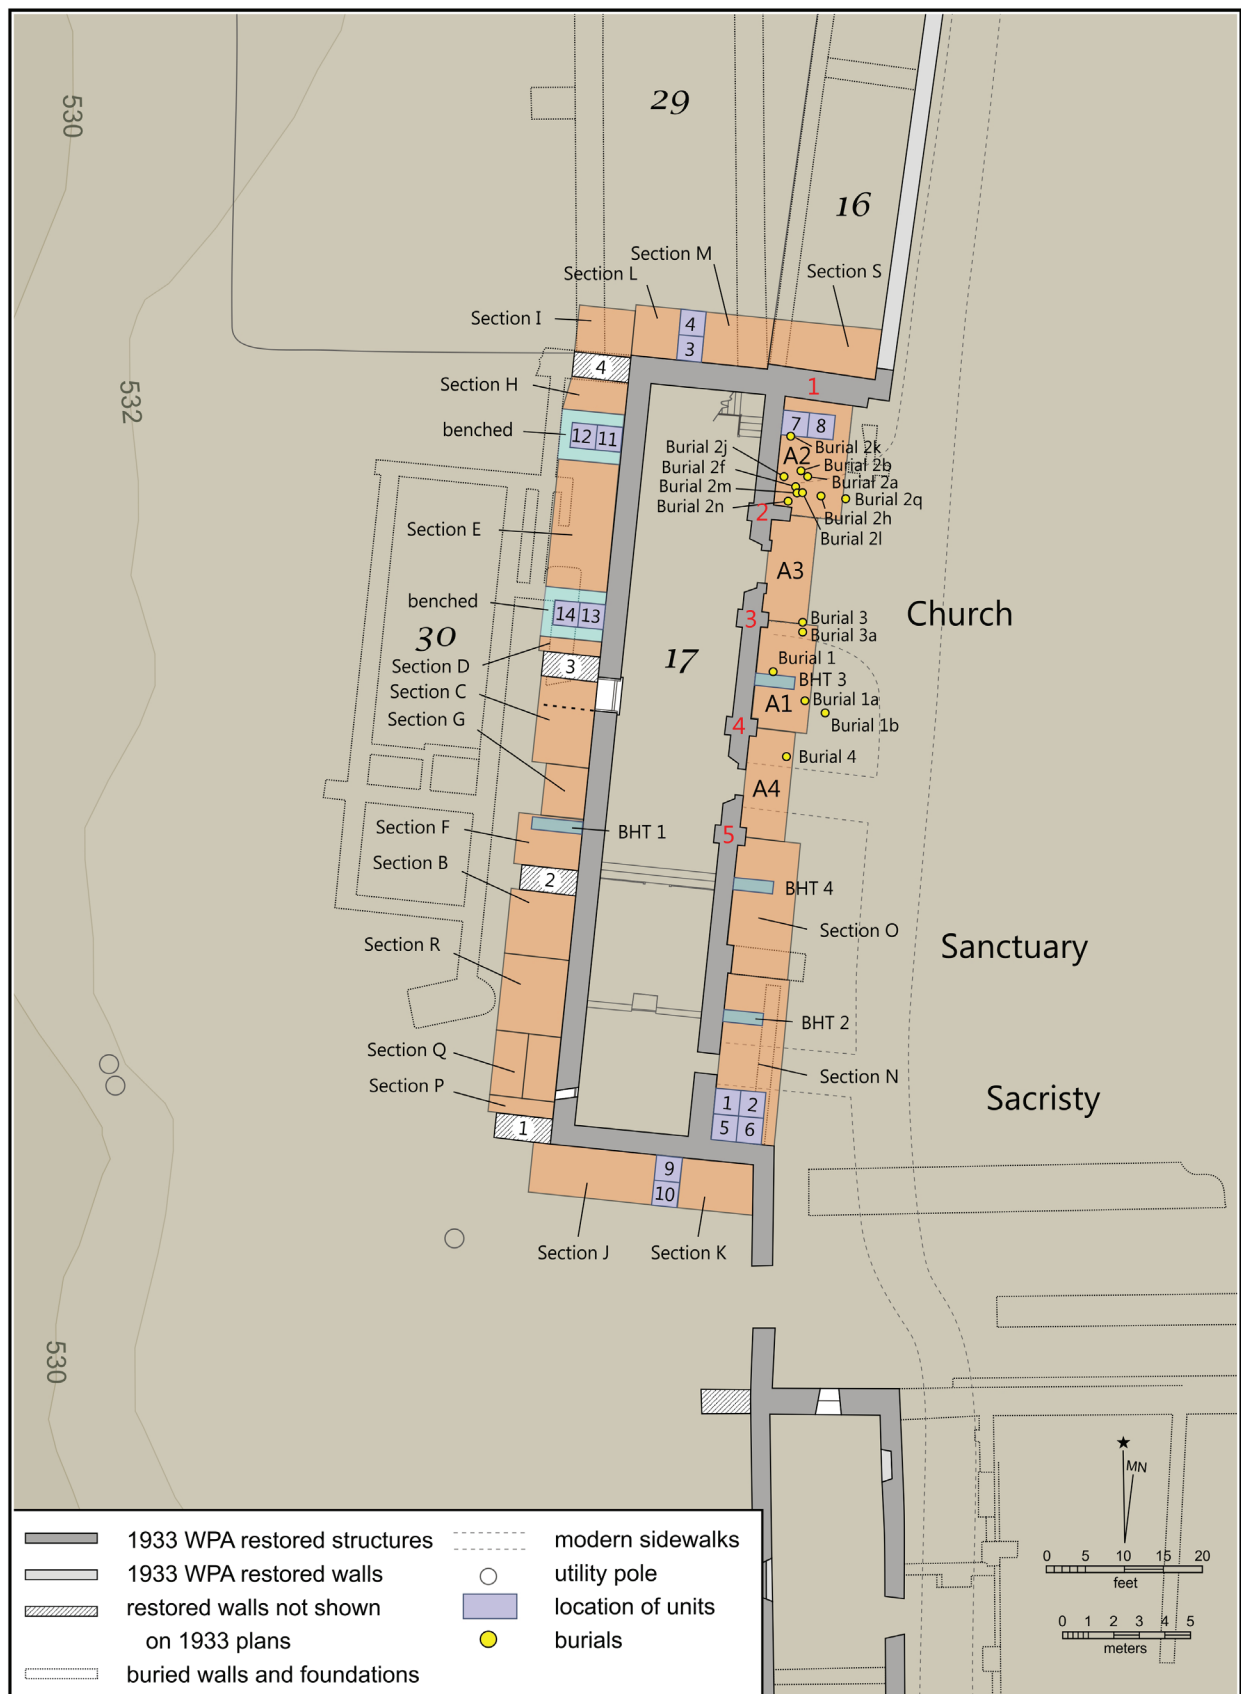 29
530
16
Section M
Section L
Section S
Section I
4
3
4
1
532
Section H
benched
12 11
7 8
Burial 2k
A2
Burial 2j
Burial 2b
Burial 2f
Burial 2a
Burial 2m
Burial 2q
Burial 2n
2
Burial 2h
Section E
Burial 2l
A3
benched
14 13
3
Burial 3
Church
30
Burial 3a
17
Burial 1
Section D
3
BHT 3
Section C
A1
Burial 1a
Section G
4
Burial 1b
Burial 4
A4
Section F
BHT 1
5
Section B
2
BHT 4
Section O
Section R
Sanctuary
BHT 2
Section Q
Section N
Section P
Sacristy
1 2
1
5 6
9
10
Section J
Section K
530
MN
0 5 10 15 20
feet
0 1 2 3 4 5
meters
1933 WPA restored structures
1933 WPA restored walls
restored walls not shown
on 1933 plans
buried walls and foundations
modern sidewalks
utility pole
location of units
burials